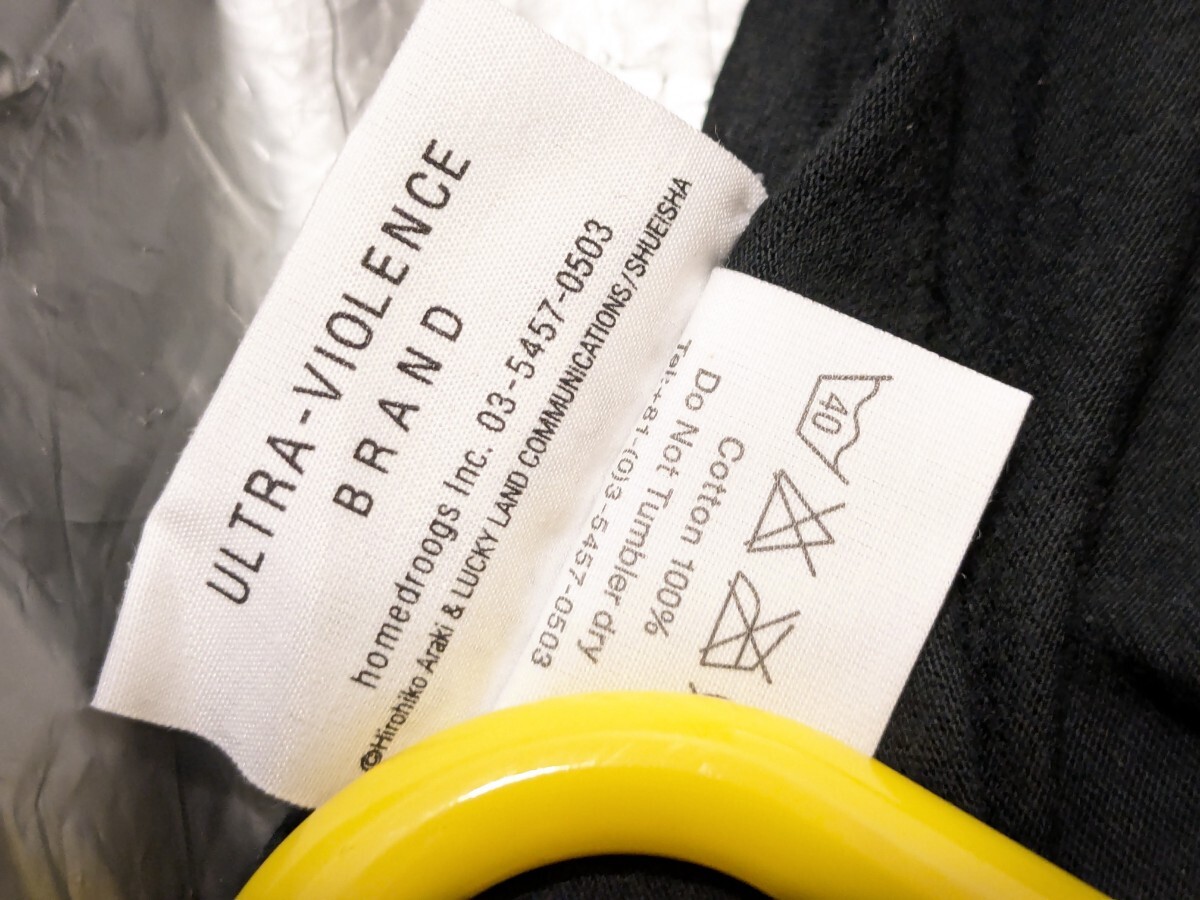 ULTRA-VIOLENCE
BRAND
homedroogs Inc. 03-5457-0503
©Hirohiko Araki & LUCKY LAND COMMUNICATIONS/SHUEISHA
40
Cotton 100%
Do Not Tumbler dry
Tel:+81-(0)3-5457-0503